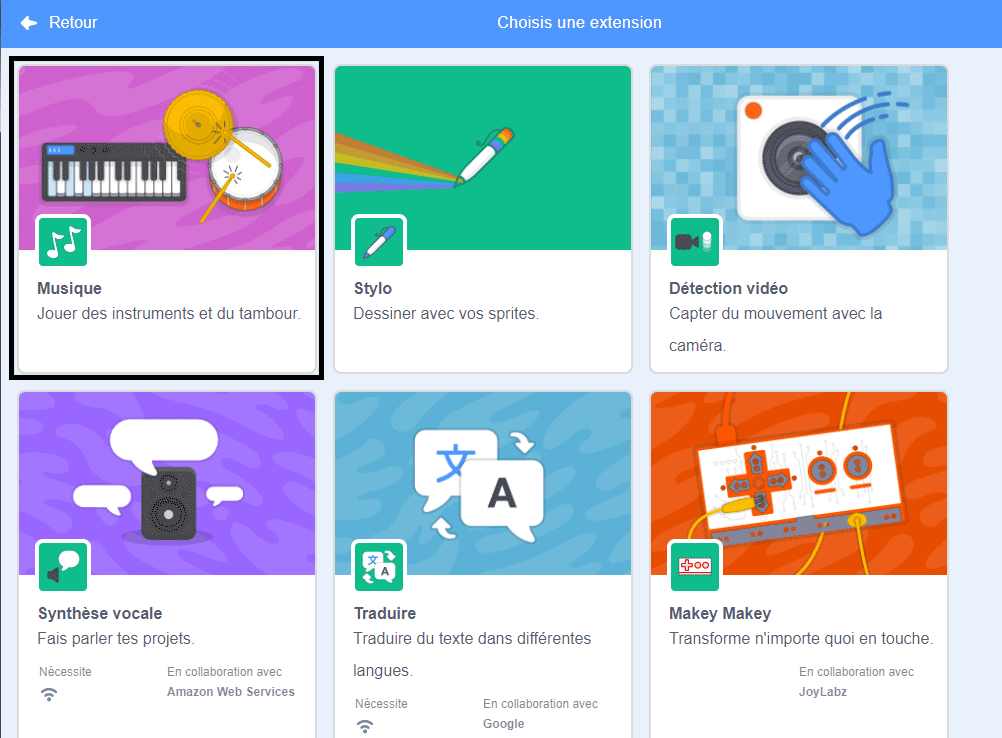 Retour
Choisis une extension
Musique
Jouer des instruments et du tambour.
Stylo
Dessiner avec vos sprites.
Détection vidéo
Capter du mouvement avec la
caméra.
文
A
文
A
Synthèse vocale
Fais parler tes projets.
Nécessite
En collaboration avec
Amazon Web Services
Traduire
Traduire du texte dans différentes
langues.
Nécessite
En collaboration avec
Google
Makey Makey
Transforme n'importe quoi en touche.
En collaboration avec
JoyLabz